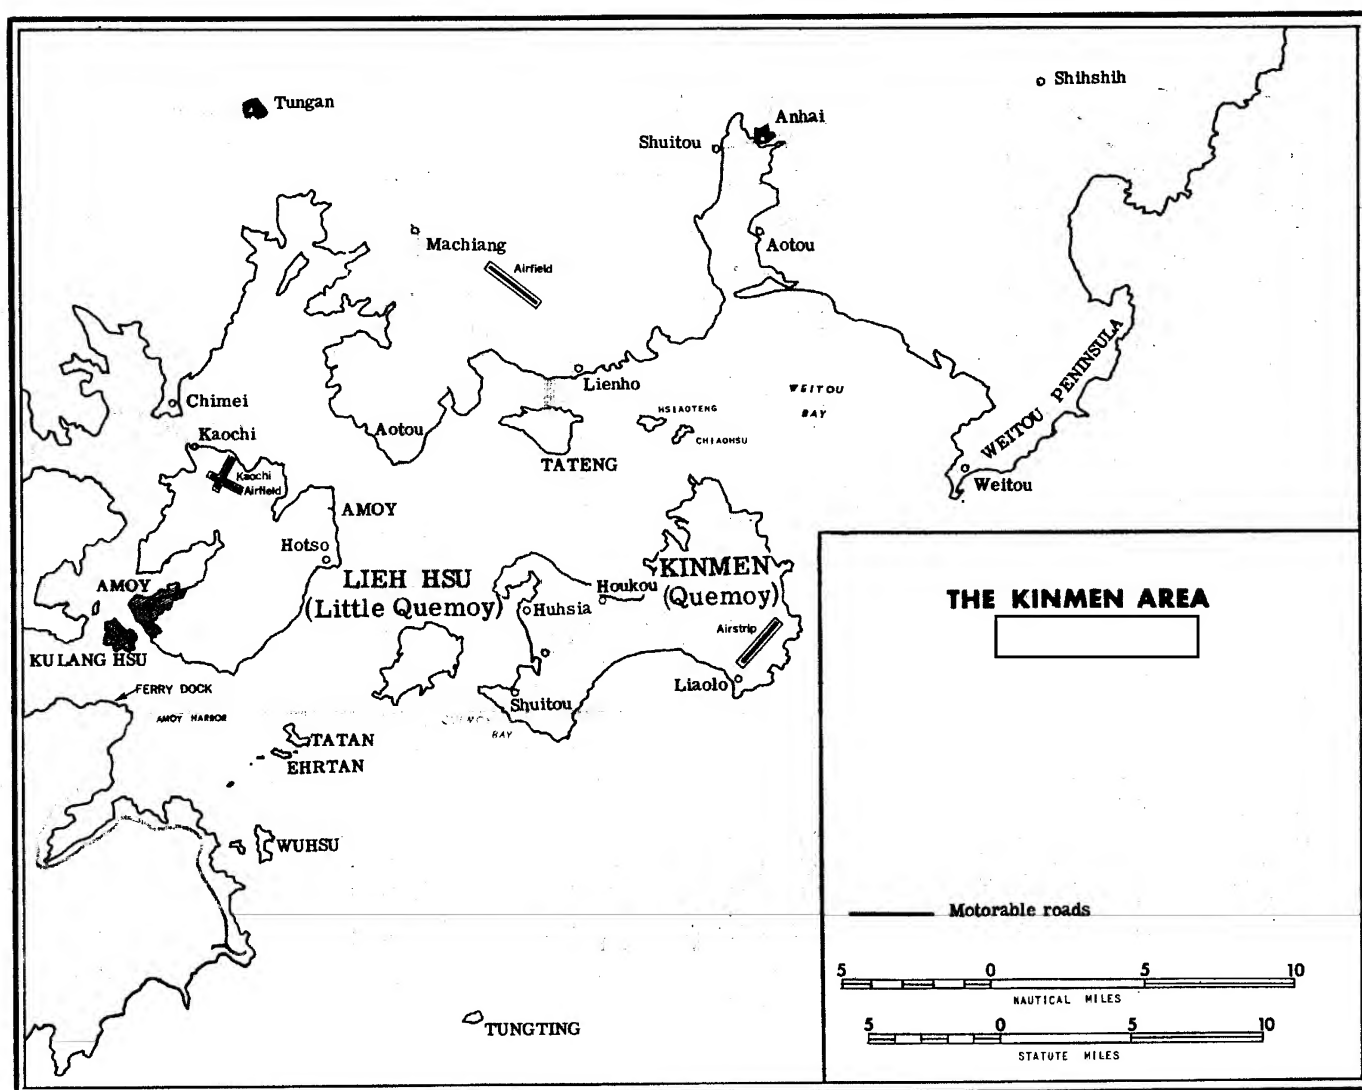 Shihshih
Tungan
Anhai
Shuitou
Machiang
Aotou
Airfield
WEITOU PENINSULA
Lienho
WEITOU
BAY
Chimei
HSIAOTENG
Aotou
CHIAOHSU
Kaochi
TATENG
Kaochi
Airfield
Weitou
AMOY
Hotso
LIEH HSU
(Little Quemoy)
KINMEN
(Quemoy)
Houkou
AMOY
Huhsia
THE KINMEN AREA
Airstrip
KULANG HSU
Liaolo
FERRY DOCK
Shuitou
AMOY HARBOR
BAY
TATAN
EHRTAN
WUHSU
Motorable roads
5 0 5 10
NAUTICAL MILES
TUNGTING
5 0 5 10
STATUTE MILES